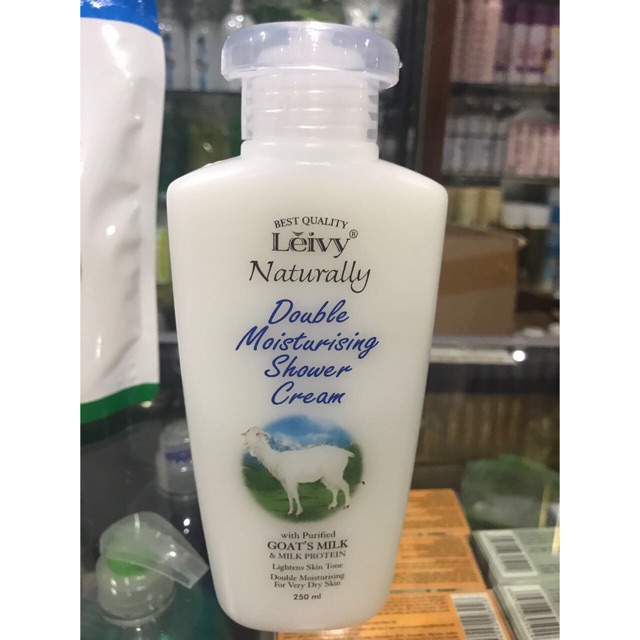 BEST QUALITY
Lĕivy®
Naturally
Double
Moisturising
Shower
Cream
with Purified
GOAT'S MILK
& MILK PROTEIN
Lightens Skin Tone
Double Moisturising
For Very Dry Skin
250 ml